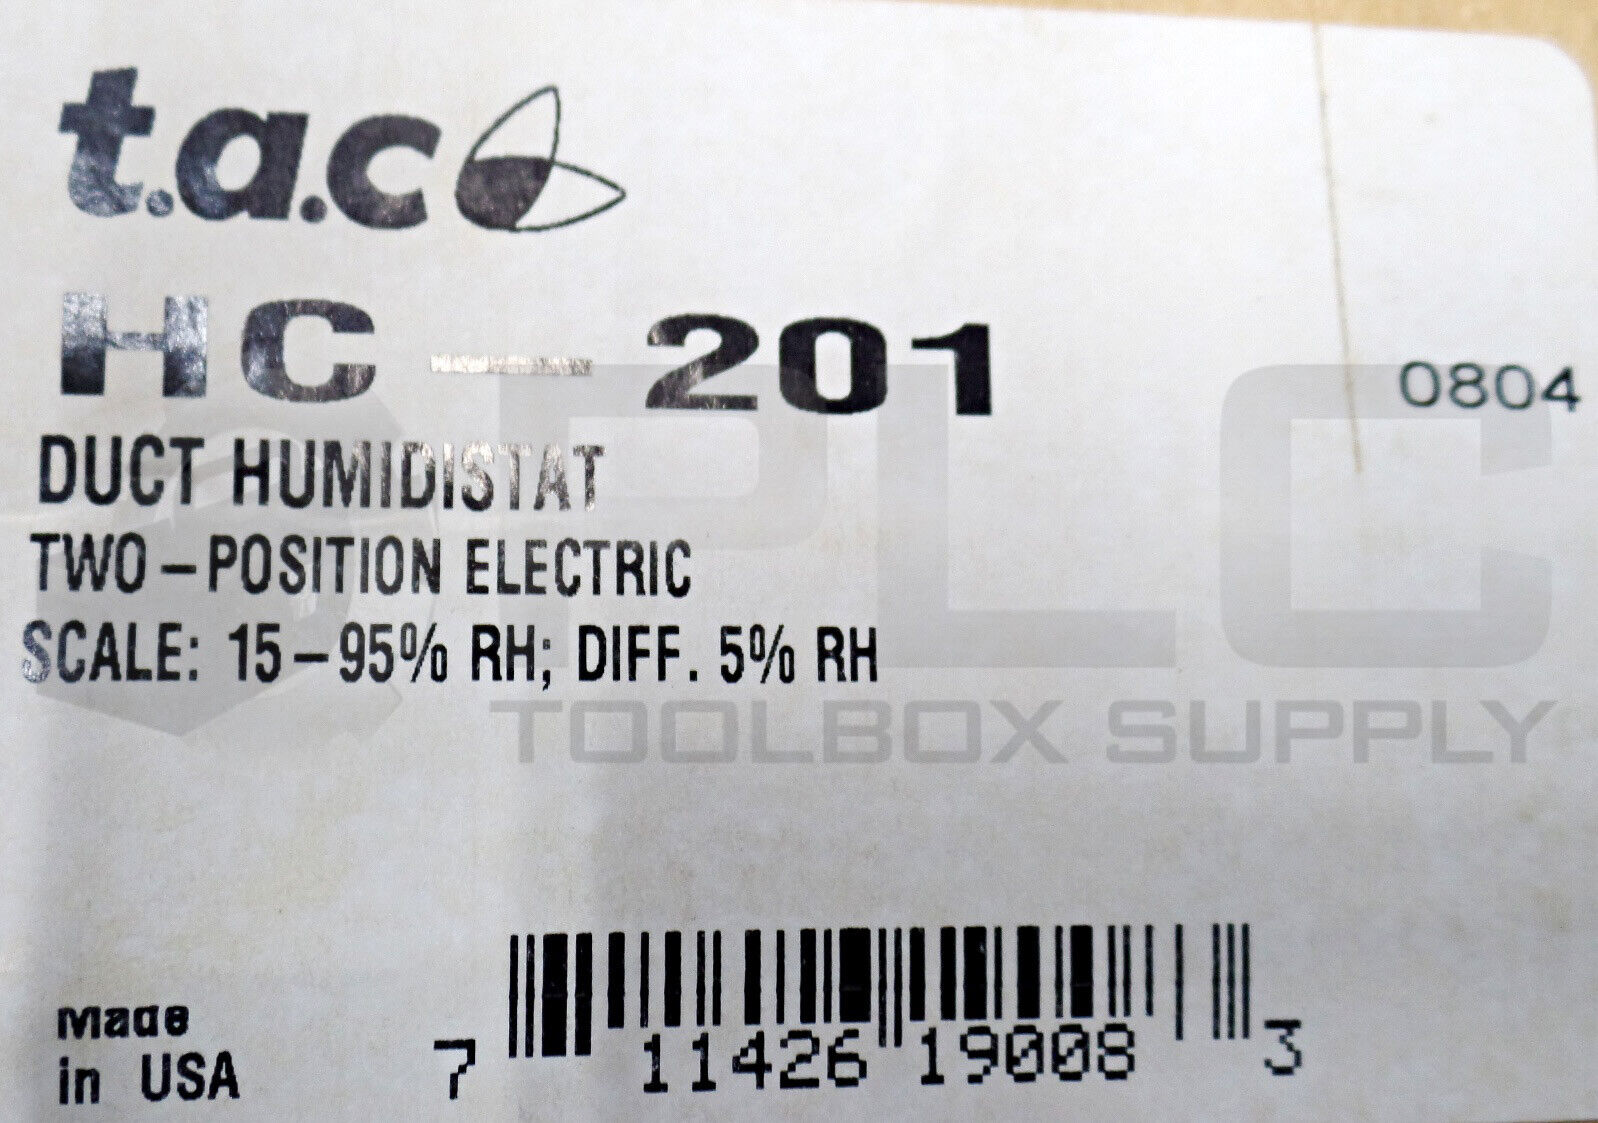 t.a.c
HC-201
0804
DUCT HUMIDISTAT
TWO-POSITION ELECTRIC
SCALE: 15-95% RH; DIFF. 5% RH
PLC
TOOLBOX SUPPLY
Made
in USA
7 11426 19008 3